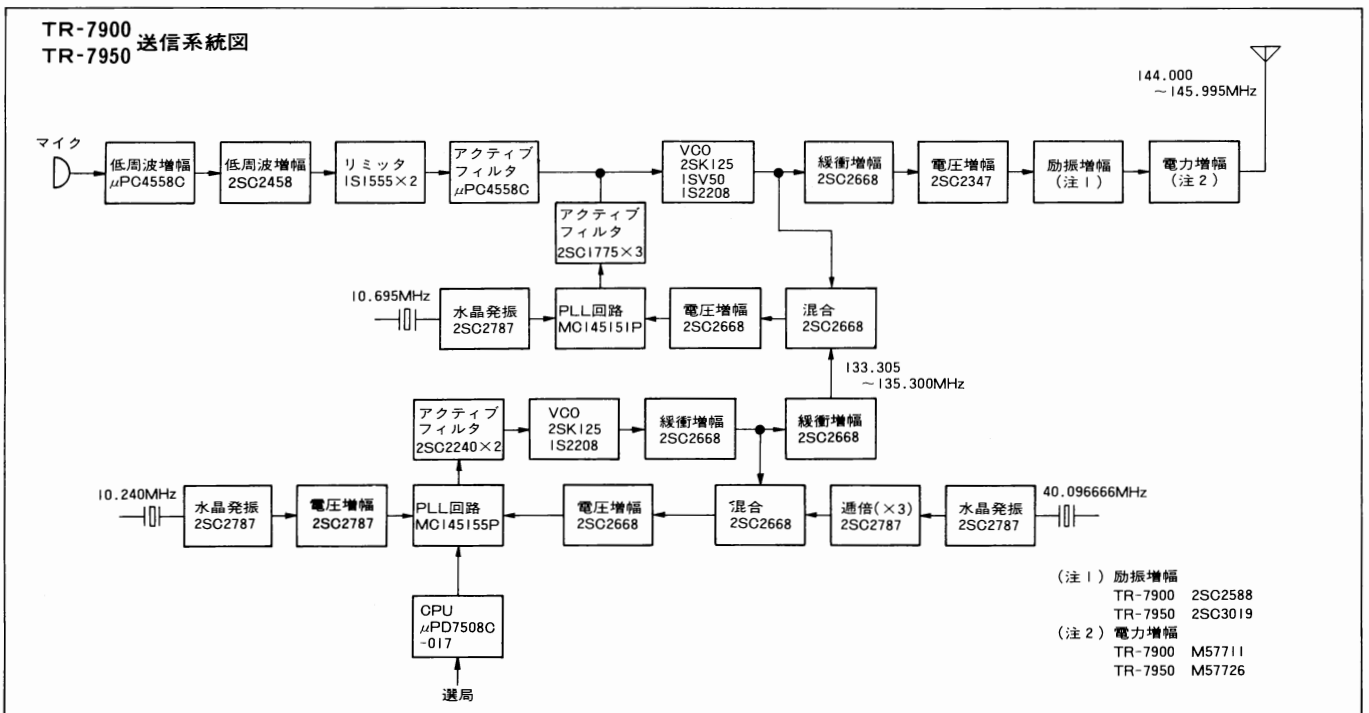 TR-7900
TR-7950 送信系統図
144.000
～145.995MHz
マイク
低周波増幅
μPC4558C
低周波増幅
2SC2458
リミッタ
1S1555×2
アクティブ
フィルタ
μPC4558C
VCO
2SK125
1SV50
1S2208
緩衝増幅
2SC2668
電圧増幅
2SC2347
励振増幅
(注1)
電力増幅
(注2)
アクティブ
フィルタ
2SC1775×3
10.695MHz
水晶発振
2SC2787
PLL回路
MC145151P
電圧増幅
2SC2668
混合
2SC2668
133.305
～135.300MHz
アクティブ
フィルタ
2SC2240×2
VCO
2SK125
1S2208
緩衝増幅
2SC2668
緩衝増幅
2SC2668
10.240MHz
水晶発振
2SC2787
電圧増幅
2SC2787
PLL回路
MC145155P
電圧増幅
2SC2668
混合
2SC2668
逓倍(×3)
2SC2787
水晶発振
2SC2787
40.096666MHz
CPU
μPD7508C
-017
選局
(注1) 励振増幅
TR-7900 2SC2588
TR-7950 2SC3019
(注2) 電力増幅
TR-7900 M57711
TR-7950 M57726